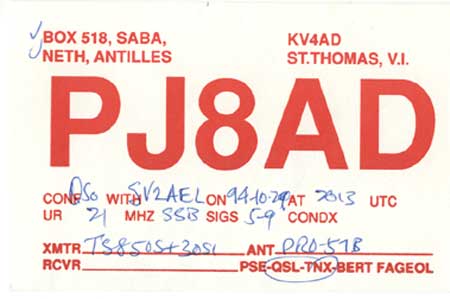 BOX 518, SABA, KV4AD
NETH, ANTILLES ST.THOMAS, V.I.
PJ8AD
CONF QSO WITH SV2AEL ON 94-10-29 AT 2013 UTC
UR 21 MHZ SSB SIGS 5-9 CONDX
XMTR TS850S+30S1 ANT PRO-57B
RCVR PSE-QSL-TNX-BERT FAGEOL